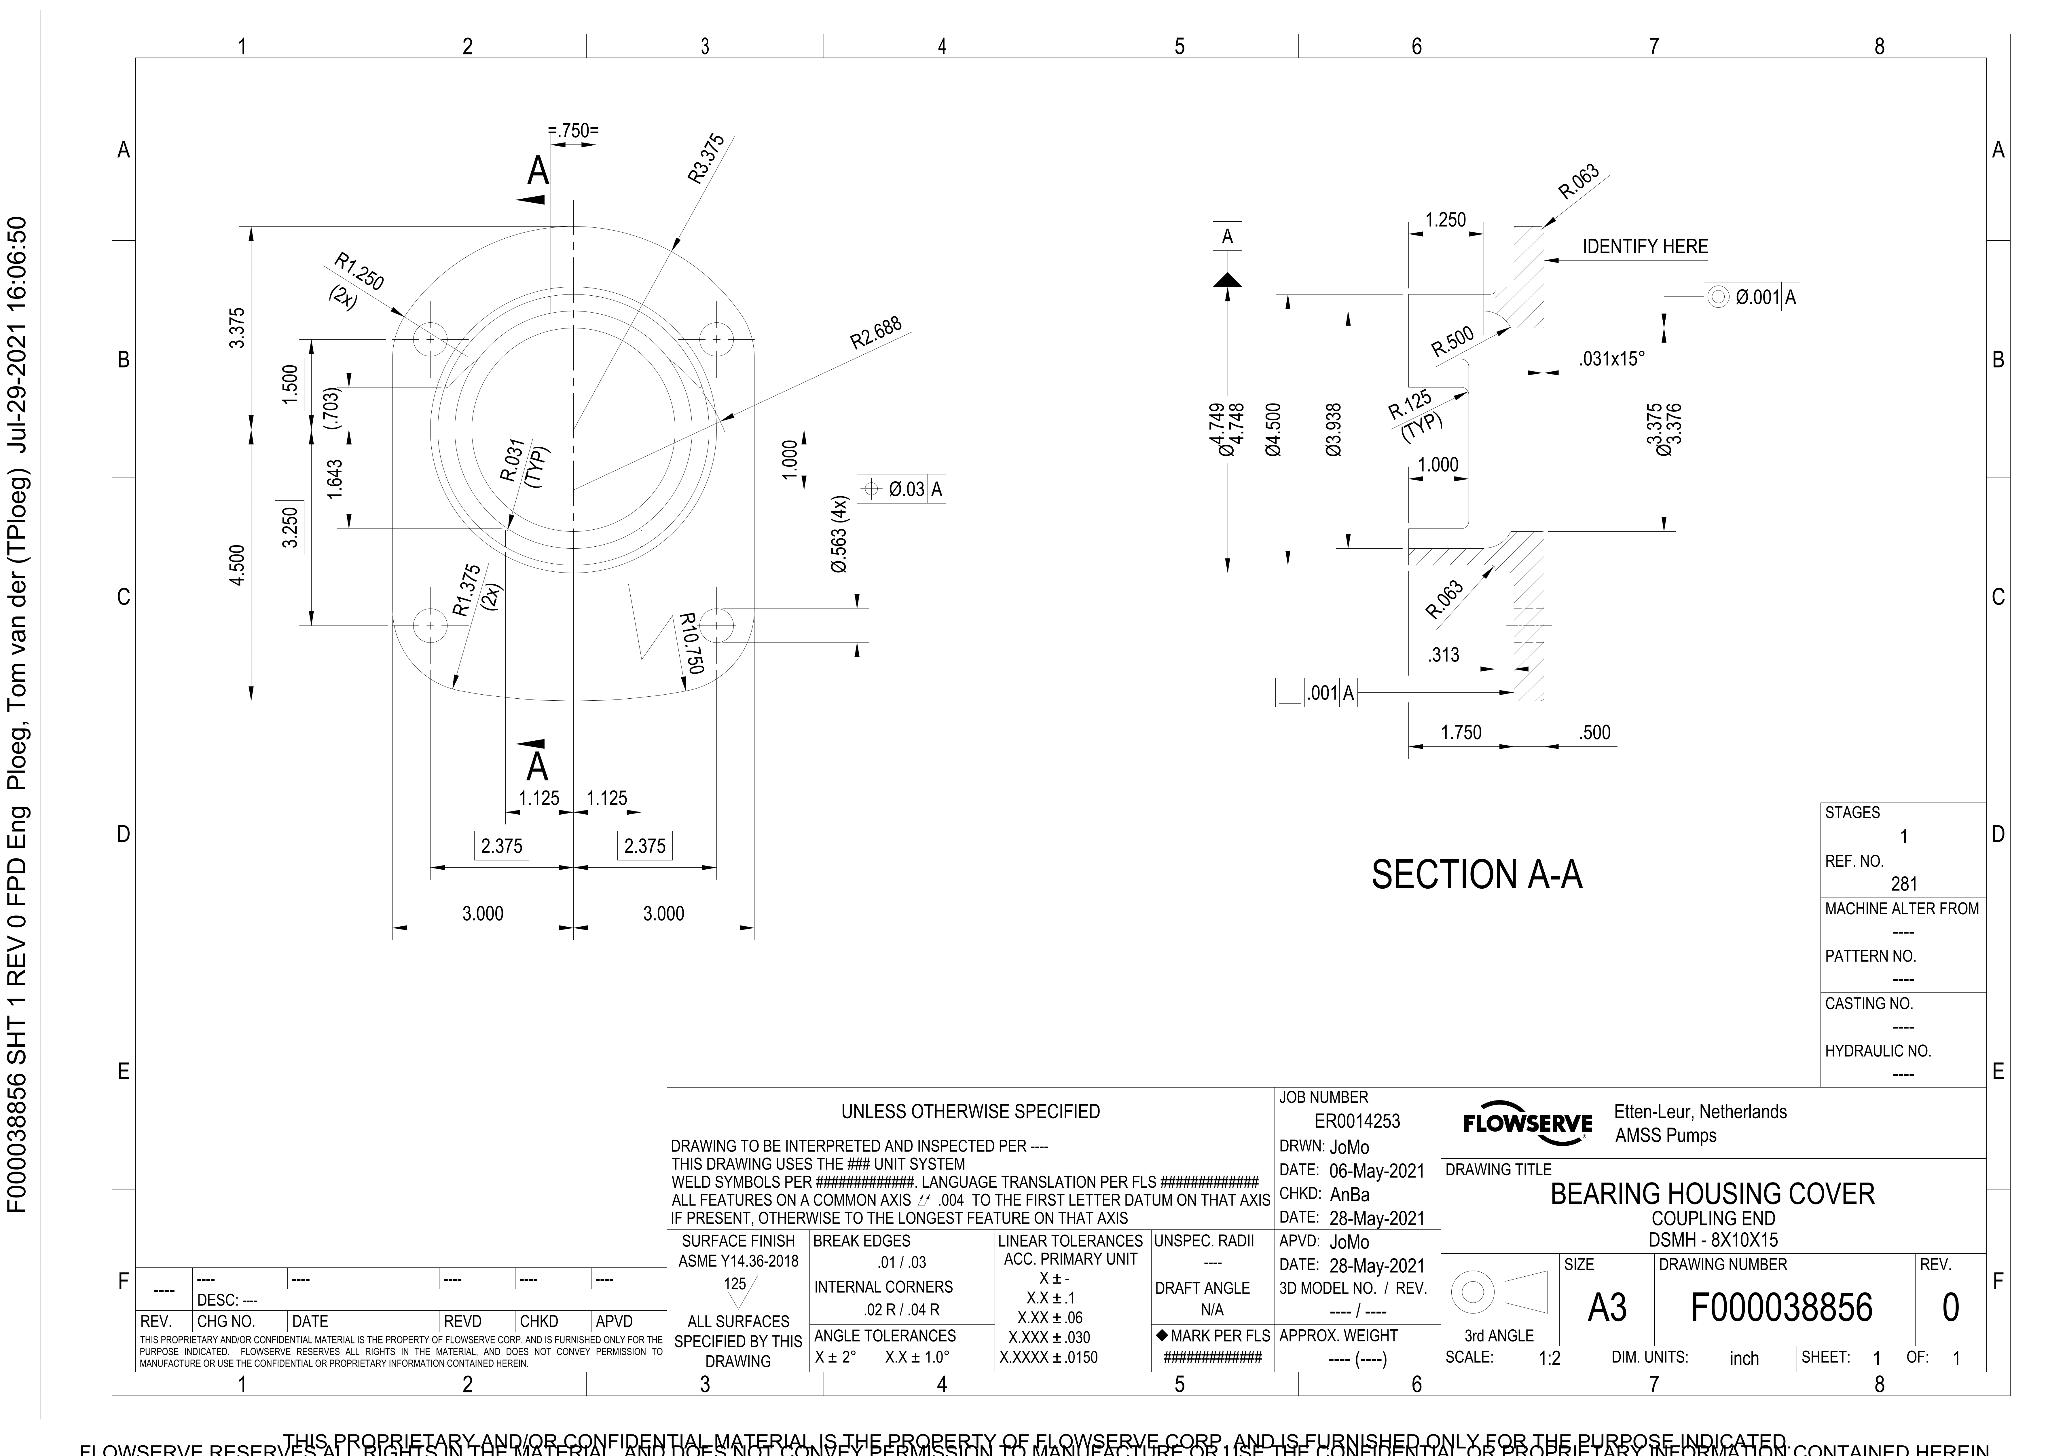 F000038856 SHT 1 REV 0 FPD Eng Ploeg, Tom van der (TPloeg) Jul-29-2021 16:06:50
1 2 3 4 5 6 7 8
A
B
C
D
E
F
=.750=
A
R3.375
R1.250
(2x)
3.375
1.500
(.703)
R2.688
R.031
(TYP)
1.643
1.000
3.250
4.500
Ø.563 (4x)
Ø.03 A
R1.375
(2x)
R10.750
A
1.125 1.125
2.375 2.375
3.000 3.000
R.063
1.250
A
IDENTIFY HERE
Ø.001 A
R.500
.031x15°
R.125
(TYP)
Ø4.749
4.748
Ø4.500
Ø3.938
Ø3.375
3.376
1.000
R.063
.313
.001 A
1.750 .500
SECTION A-A
STAGES
1
REF. NO.
281
MACHINE ALTER FROM
----
PATTERN NO.
----
CASTING NO.
----
HYDRAULIC NO.
----
A
B
C
D
E
F
UNLESS OTHERWISE SPECIFIED
DRAWING TO BE INTERPRETED AND INSPECTED PER ----
THIS DRAWING USES THE ### UNIT SYSTEM
WELD SYMBOLS PER #############. LANGUAGE TRANSLATION PER FLS #############
ALL FEATURES ON A COMMON AXIS .004 TO THE FIRST LETTER DATUM ON THAT AXIS
IF PRESENT, OTHERWISE TO THE LONGEST FEATURE ON THAT AXIS
SURFACE FINISH
ASME Y14.36-2018
125
ALL SURFACES
SPECIFIED BY THIS
DRAWING
BREAK EDGES
.01 / .03
INTERNAL CORNERS
.02 R / .04 R
ANGLE TOLERANCES
X ± 2° X.X ± 1.0°
LINEAR TOLERANCES
ACC. PRIMARY UNIT
X ± -
X.X ± .1
X.XX ± .06
X.XXX ± .030
X.XXXX ± .0150
UNSPEC. RADII
----
DRAFT ANGLE
N/A
◆ MARK PER FLS
#############
JOB NUMBER
ER0014253
DRWN: JoMo
DATE: 06-May-2021
CHKD: AnBa
DATE: 28-May-2021
APVD: JoMo
DATE: 28-May-2021
3D MODEL NO. / REV.
---- / ----
APPROX. WEIGHT
---- (----)
FLOWSERVE
Etten-Leur, Netherlands
AMSS Pumps
DRAWING TITLE
BEARING HOUSING COVER
COUPLING END
DSMH - 8X10X15
SIZE
A3
DRAWING NUMBER
F000038856
REV.
0
3rd ANGLE
SCALE: 1:2 DIM. UNITS: inch SHEET: 1 OF: 1
---- ---- ---- ---- ---- ----
DESC: ----
REV. CHG NO. DATE REVD CHKD APVD
THIS PROPRIETARY AND/OR CONFIDENTIAL MATERIAL IS THE PROPERTY OF FLOWSERVE CORP. AND IS FURNISHED ONLY FOR THE
PURPOSE INDICATED. FLOWSERVE RESERVES ALL RIGHTS IN THE MATERIAL, AND DOES NOT CONVEY PERMISSION TO
MANUFACTURE OR USE THE CONFIDENTIAL OR PROPRIETARY INFORMATION CONTAINED HEREIN.
1 2 3 4 5 6 7 8
THIS PROPRIETARY AND/OR CONFIDENTIAL MATERIAL IS THE PROPERTY OF FLOWSERVE CORP. AND IS FURNISHED ONLY FOR THE PURPOSE INDICATED.
FLOWSERVE RESERVES ALL RIGHTS IN THE MATERIAL, AND DOES NOT CONVEY PERMISSION TO MANUFACTURE OR USE THE CONFIDENTIAL OR PROPRIETARY INFORMATION CONTAINED HEREIN